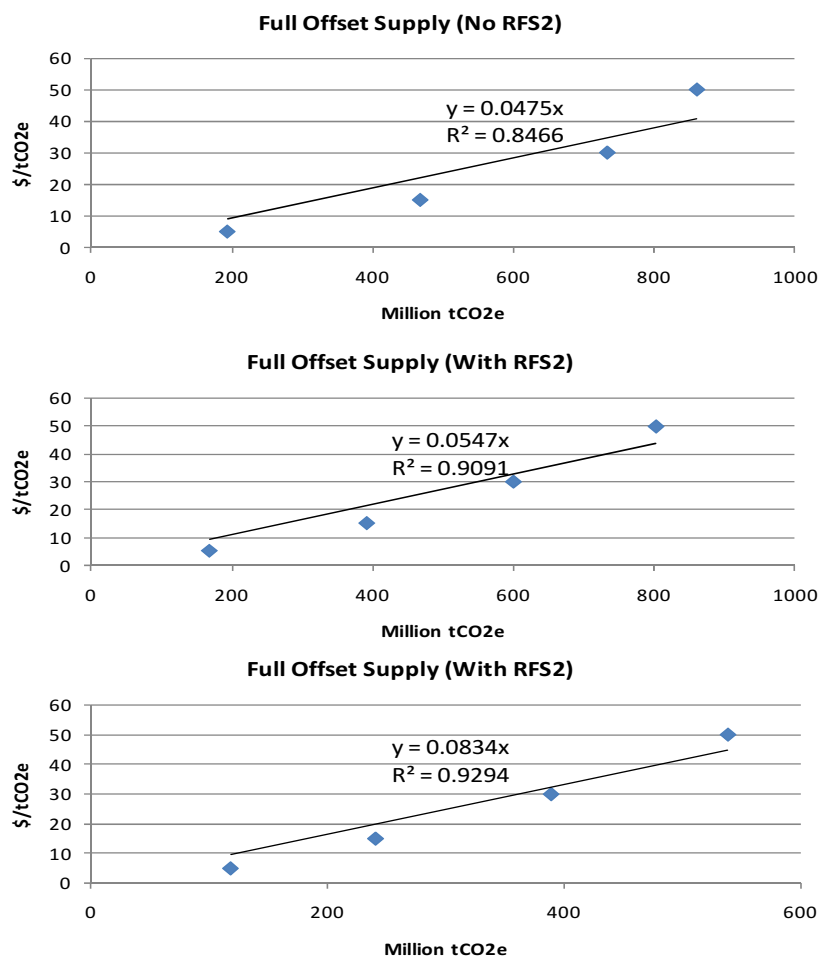 Full Offset Supply (No RFS2)
60
50
40
30
20
10
0
$/tCO2e
y = 0.0475x
R² = 0.8466
0 200 400 600 800 1000
Million tCO2e
Full Offset Supply (With RFS2)
60
50
40
30
20
10
0
$/tCO2e
y = 0.0547x
R² = 0.9091
0 200 400 600 800 1000
Million tCO2e
Full Offset Supply (With RFS2)
60
50
40
30
20
10
0
$/tCO2e
y = 0.0834x
R² = 0.9294
0 200 400 600
Million tCO2e